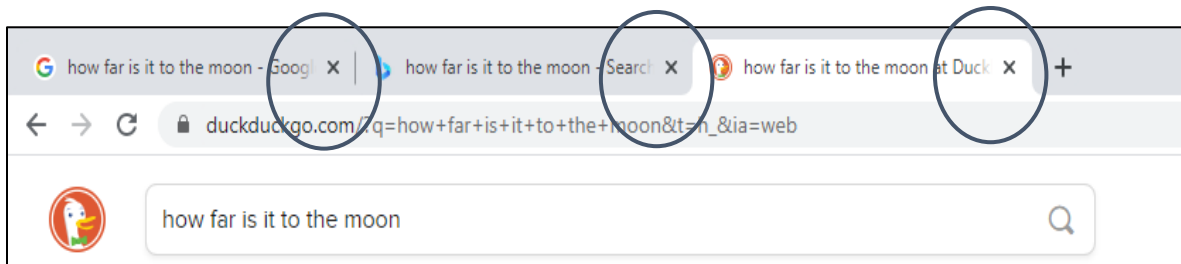 how far is it to the moon - Googl × how far is it to the moon - Search × how far is it to the moon at Duck × +
duckduckgo.com/?q=how+far+is+it+to+the+moon&t=h_&ia=web
how far is it to the moon